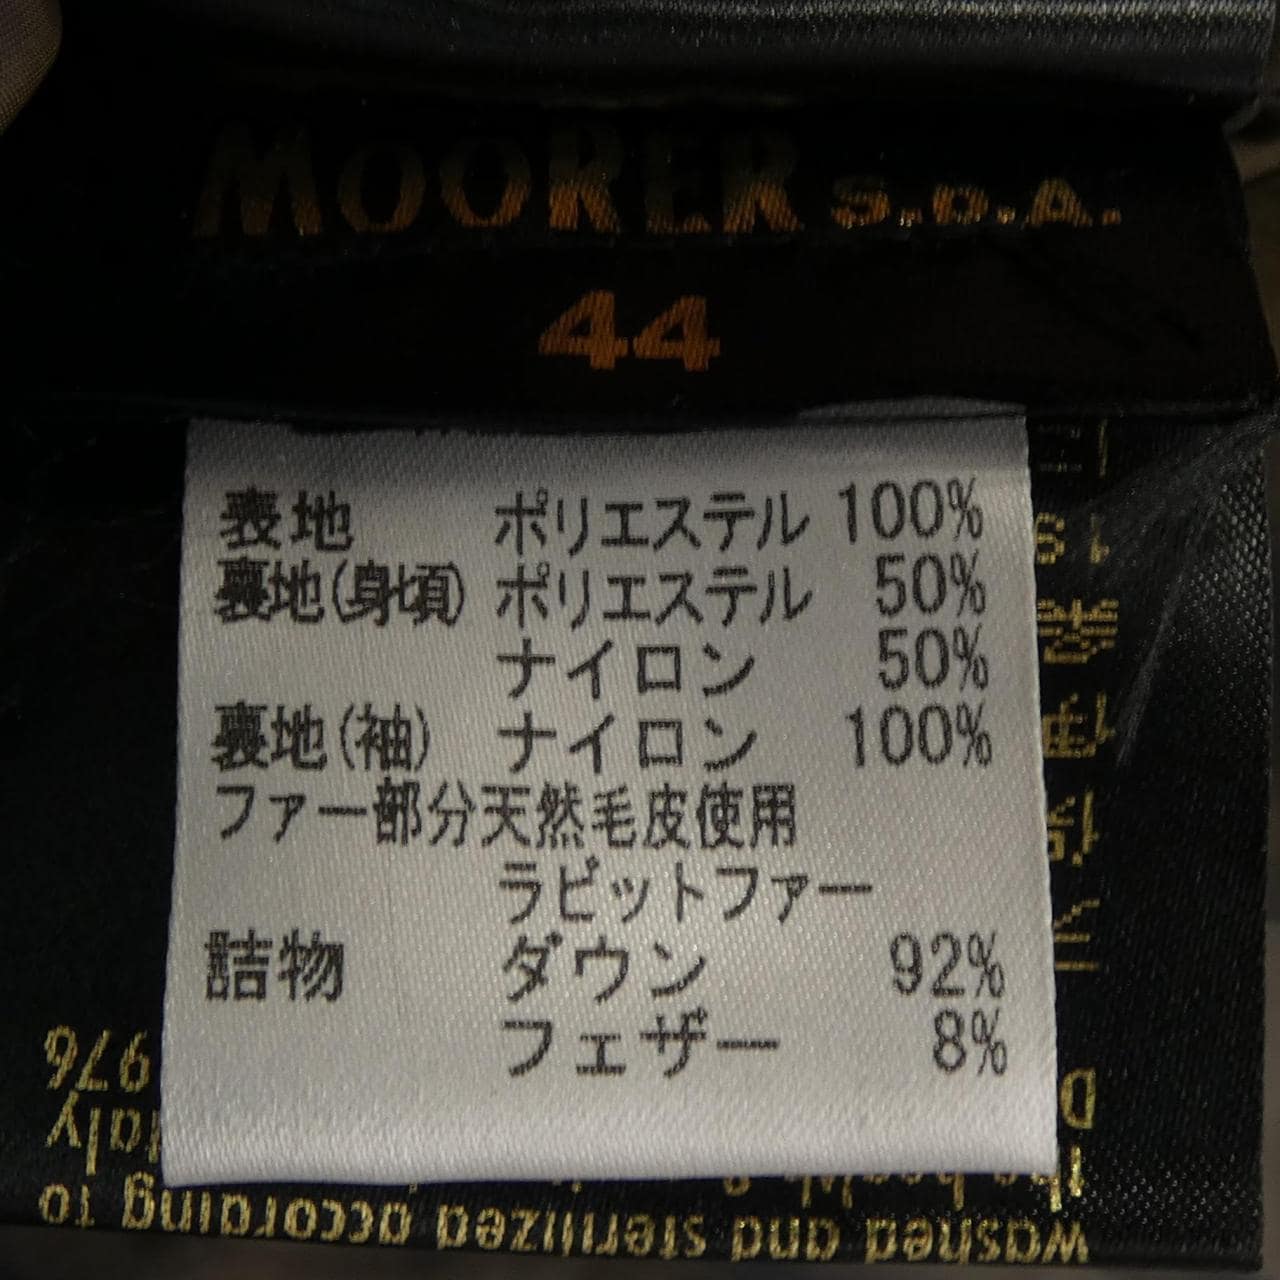 MOORER S.p.A.
44
表地 ポリエステル 100%
裏地(身頃) ポリエステル 50%
ナイロン 50%
裏地(袖) ナイロン 100%
ファー部分天然毛皮使用
ラビットファー
詰物 ダウン 92%
フェザー 8%
washed and sterilized according to
976